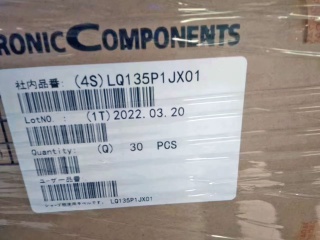 RONIC COMPONENTS
社内品番: (4S)LQ135P1JX01
LotNO.: (1T)2022.03.20
Quantity: (Q) 30 PCS
ユーザー品番
LQ135P1JX01